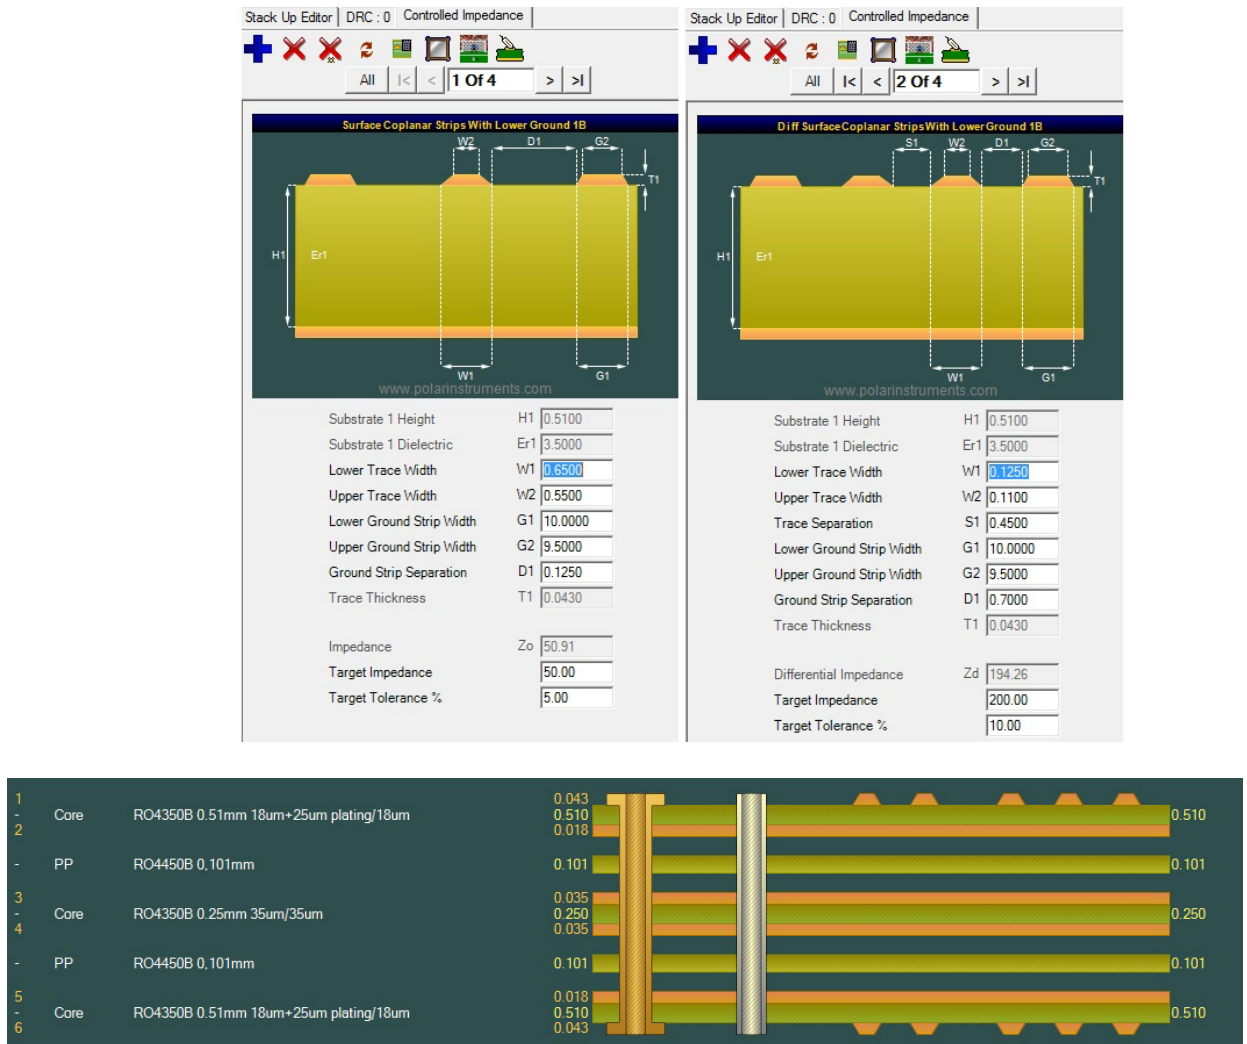 Stack Up Editor DRC : 0 Controlled Impedance
All |< < 1 Of 4 > >|
Surface Coplanar Strips With Lower Ground 1B
W2 D1 G2
T1
H1 Er1
W1 G1
www.polarinstruments.com
Substrate 1 Height H1 0.5100
Substrate 1 Dielectric Er1 3.5000
Lower Trace Width W1 0.6500
Upper Trace Width W2 0.5500
Lower Ground Strip Width G1 10.0000
Upper Ground Strip Width G2 9.5000
Ground Strip Separation D1 0.1250
Trace Thickness T1 0.0430
Impedance Zo 50.91
Target Impedance 50.00
Target Tolerance % 5.00
Stack Up Editor DRC : 0 Controlled Impedance
All |< < 2 Of 4 > >|
Diff Surface Coplanar Strips With Lower Ground 1B
S1 W2 D1 G2
T1
H1 Er1
W1 G1
www.polarinstruments.com
Substrate 1 Height H1 0.5100
Substrate 1 Dielectric Er1 3.5000
Lower Trace Width W1 0.1250
Upper Trace Width W2 0.1100
Trace Separation S1 0.4500
Lower Ground Strip Width G1 10.0000
Upper Ground Strip Width G2 9.5000
Ground Strip Separation D1 0.7000
Trace Thickness T1 0.0430
Differential Impedance Zd 194.26
Target Impedance 200.00
Target Tolerance % 10.00
1 0.043
- Core RO4350B 0.51mm 18um+25um plating/18um 0.510 0.510
2 0.018
- PP RO4450B 0,101mm 0.101 0.101
3 0.035
- Core RO4350B 0.25mm 35um/35um 0.250 0.250
4 0.035
- PP RO4450B 0,101mm 0.101 0.101
5 0.018
- Core RO4350B 0.51mm 18um+25um plating/18um 0.510 0.510
6 0.043